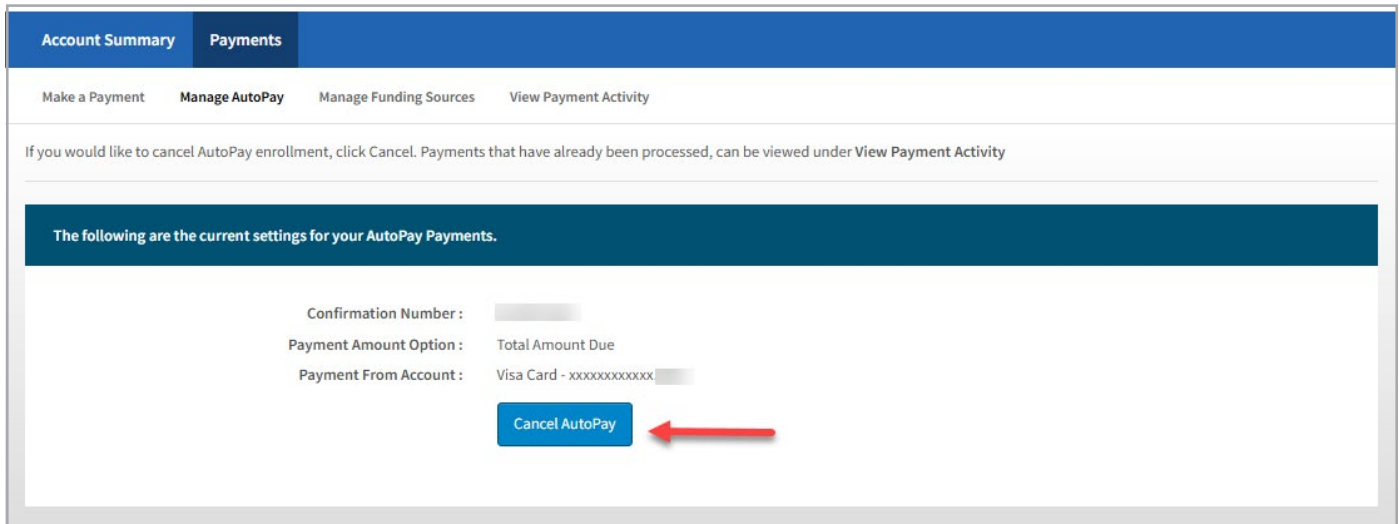 Account Summary Payments
Make a Payment Manage AutoPay Manage Funding Sources View Payment Activity
If you would like to cancel AutoPay enrollment, click Cancel. Payments that have already been processed, can be viewed under View Payment Activity
The following are the current settings for your AutoPay Payments.
Confirmation Number :
Payment Amount Option : Total Amount Due
Payment From Account : Visa Card - xxxxxxxxxxxx
Cancel AutoPay